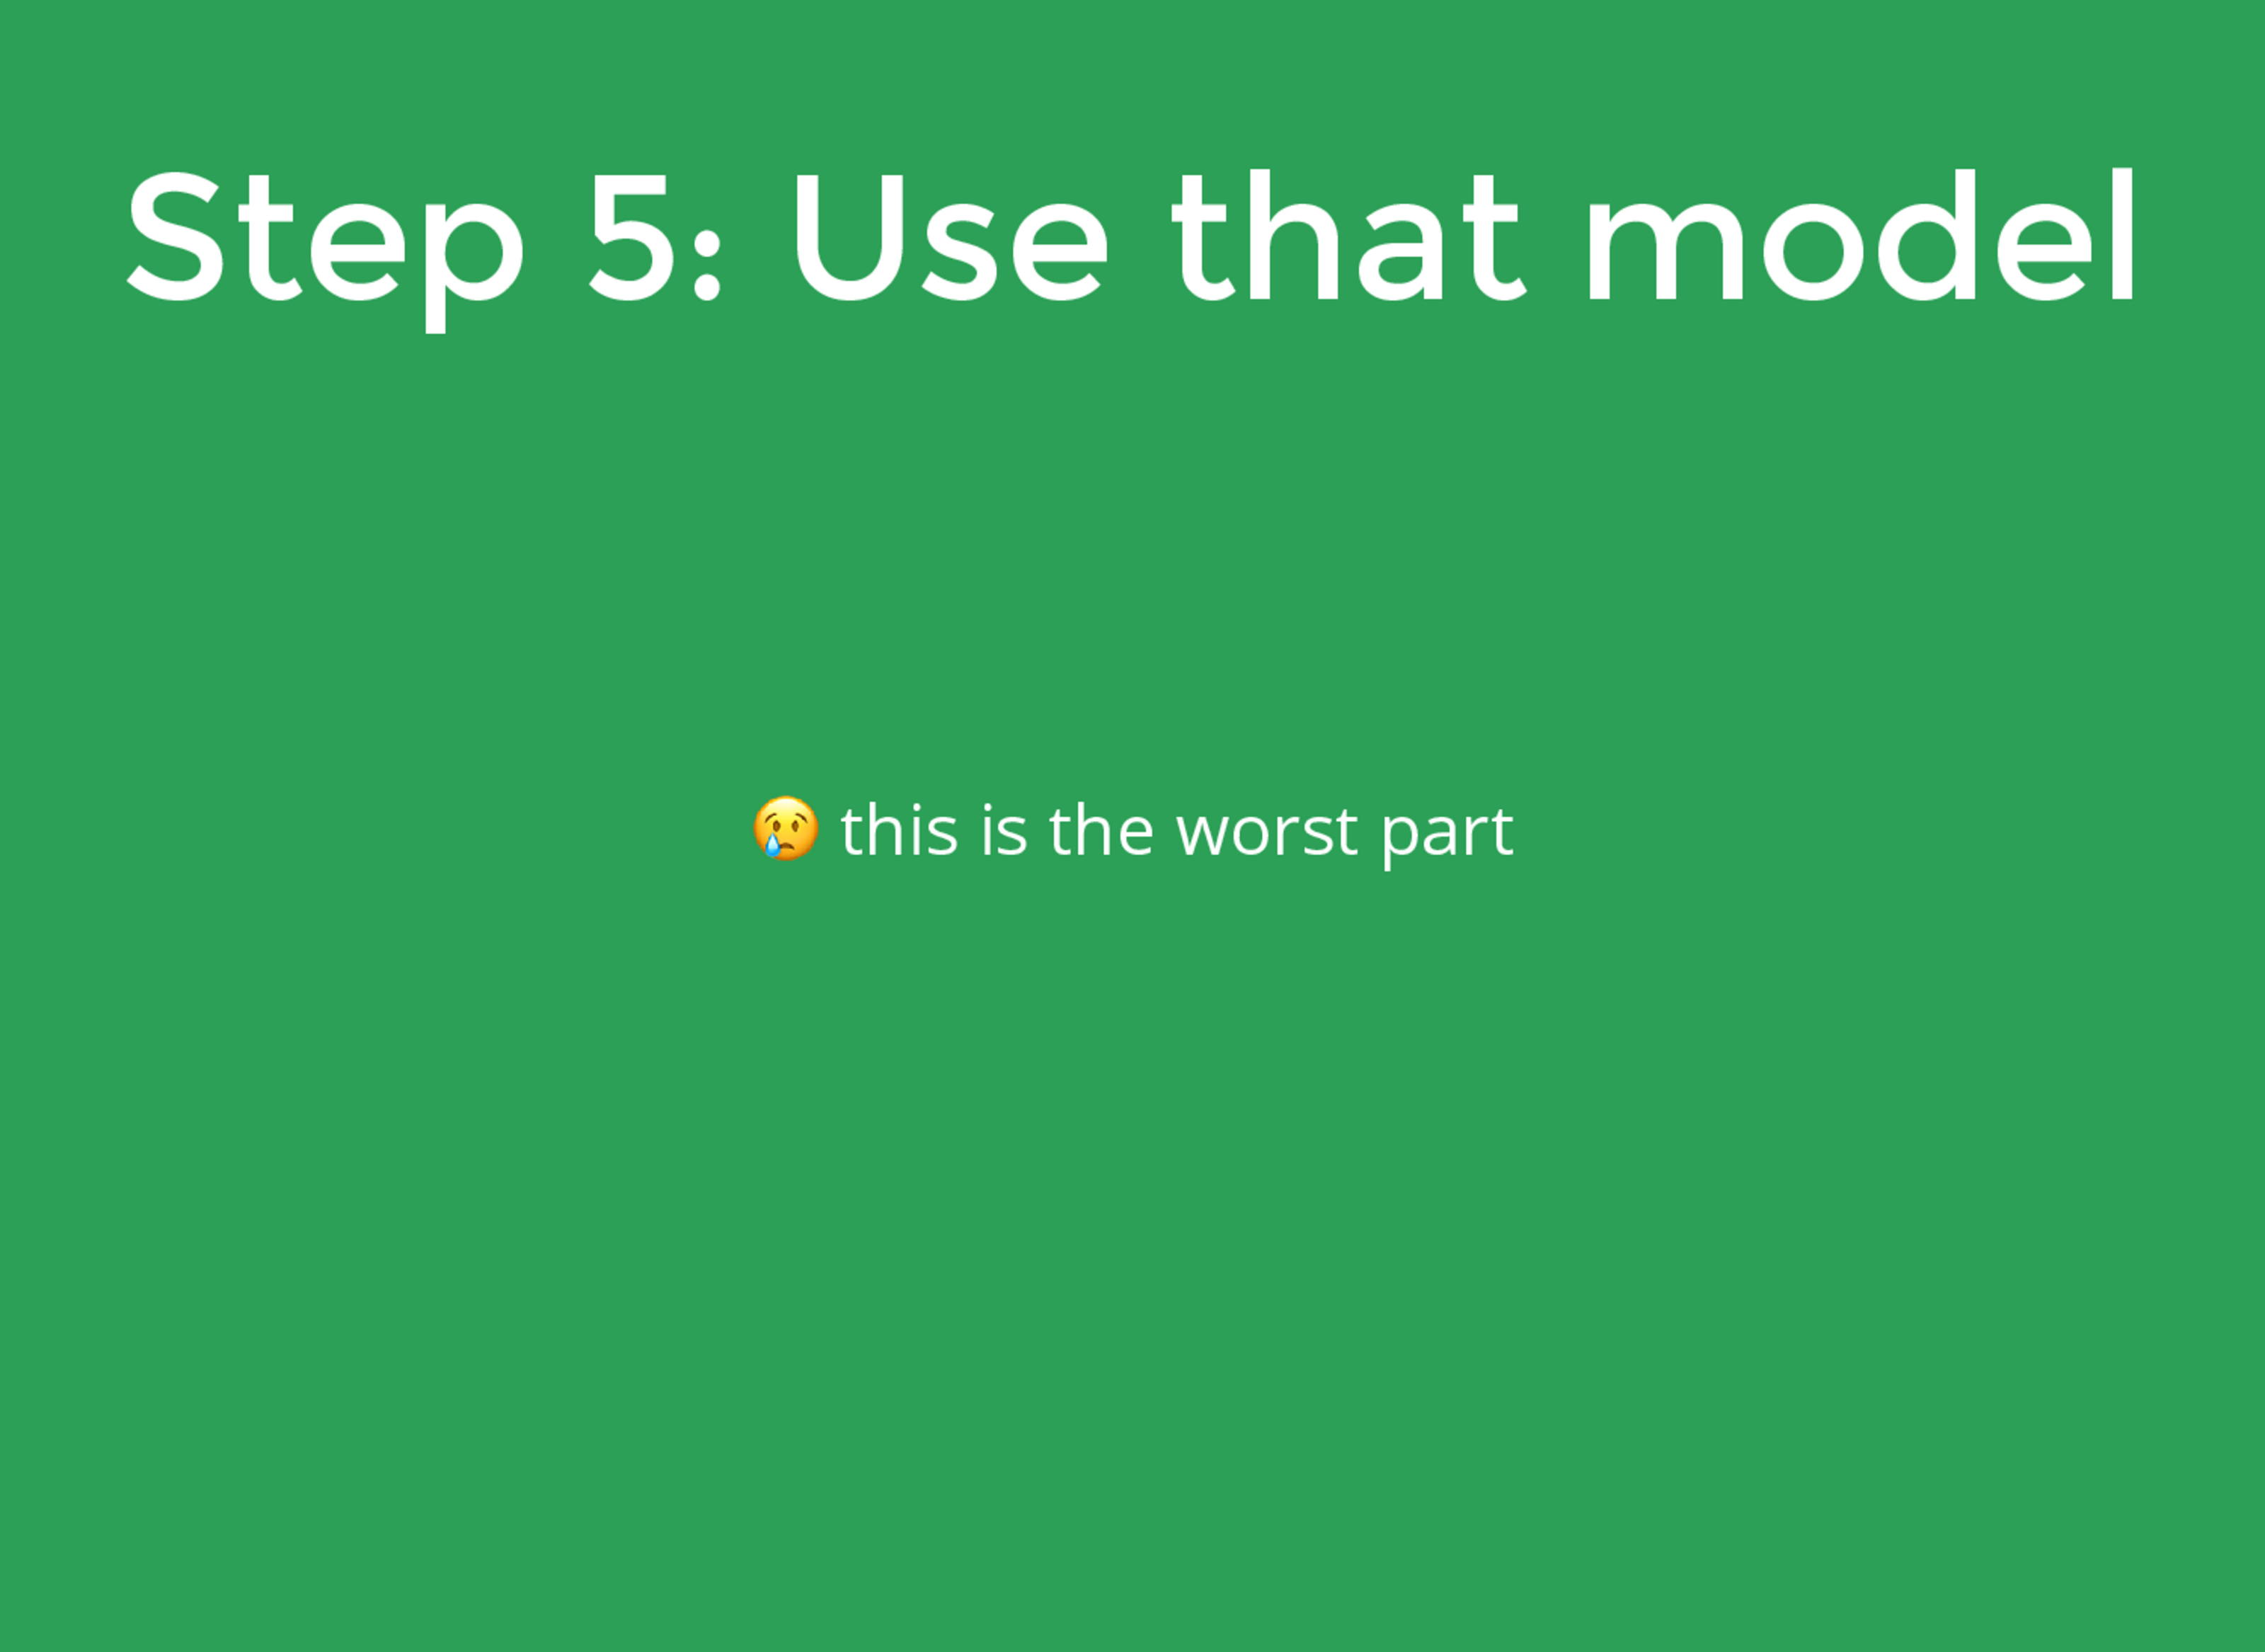 Step 5: Use that model
😢 this is the worst part